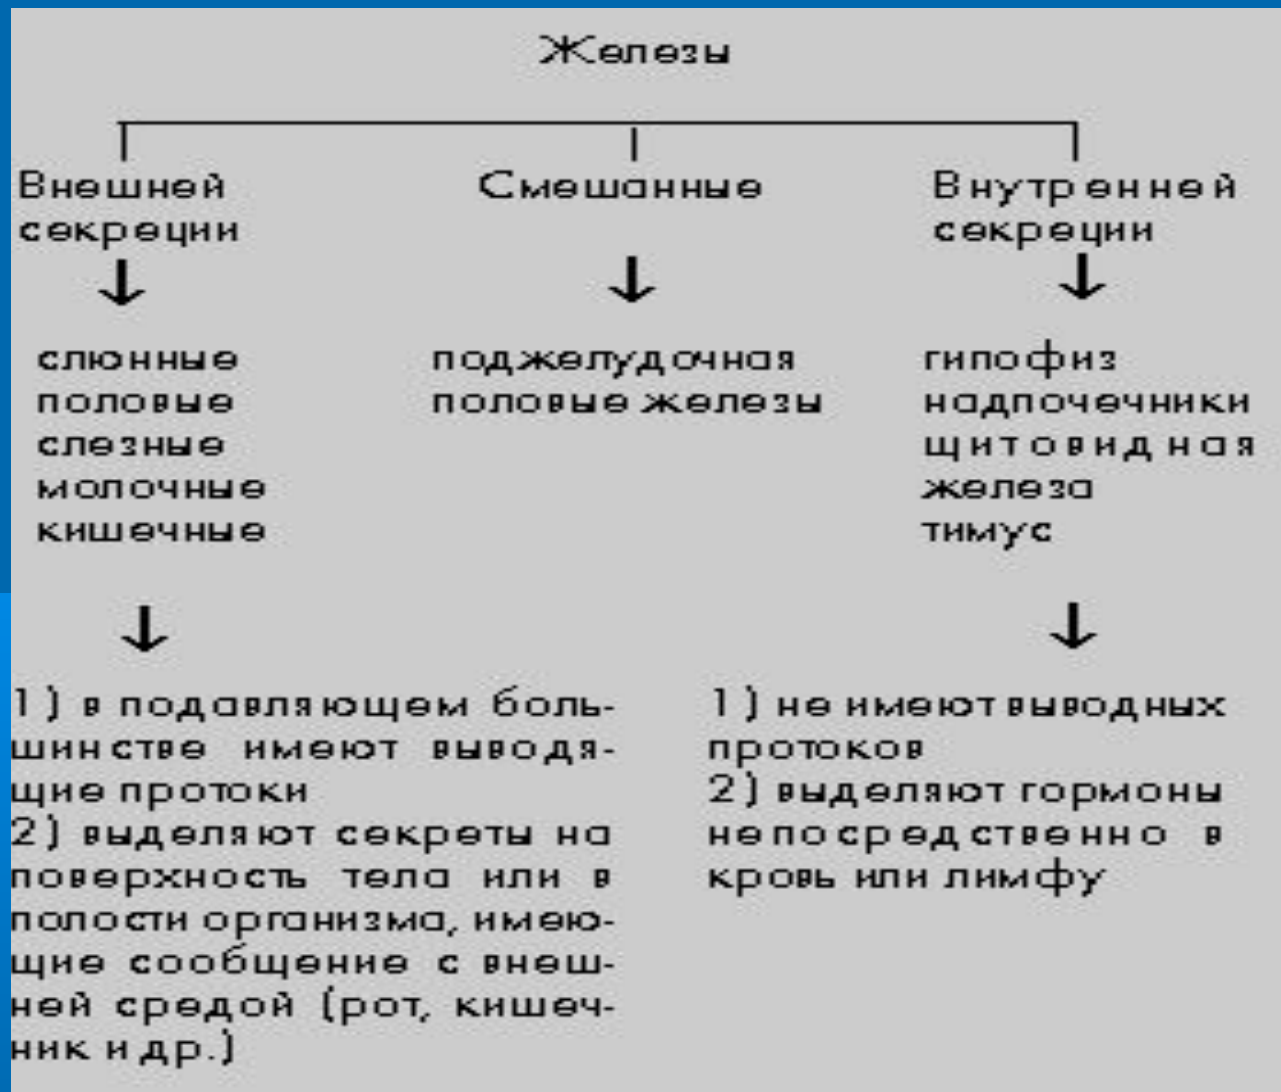 Железы
Внешней
секреции
Смешанные
Внутренней
секреции
слюнные
половые
слезные
молочные
кишечные
поджелудочная
половые железы
гипофиз
надпочечники
щитовидная
железа
тимус
1) в подавляющем боль-
шинстве имеют выводя-
щие протоки
2) выделяют секреты на
поверхность тела или в
полости организма, имею-
щие сообщение с внеш-
ней средой (рот, кишеч-
ник и др.)
1) не имеют выводных
протоков
2) выделяют гормоны
непосредственно в
кровь или лимфу